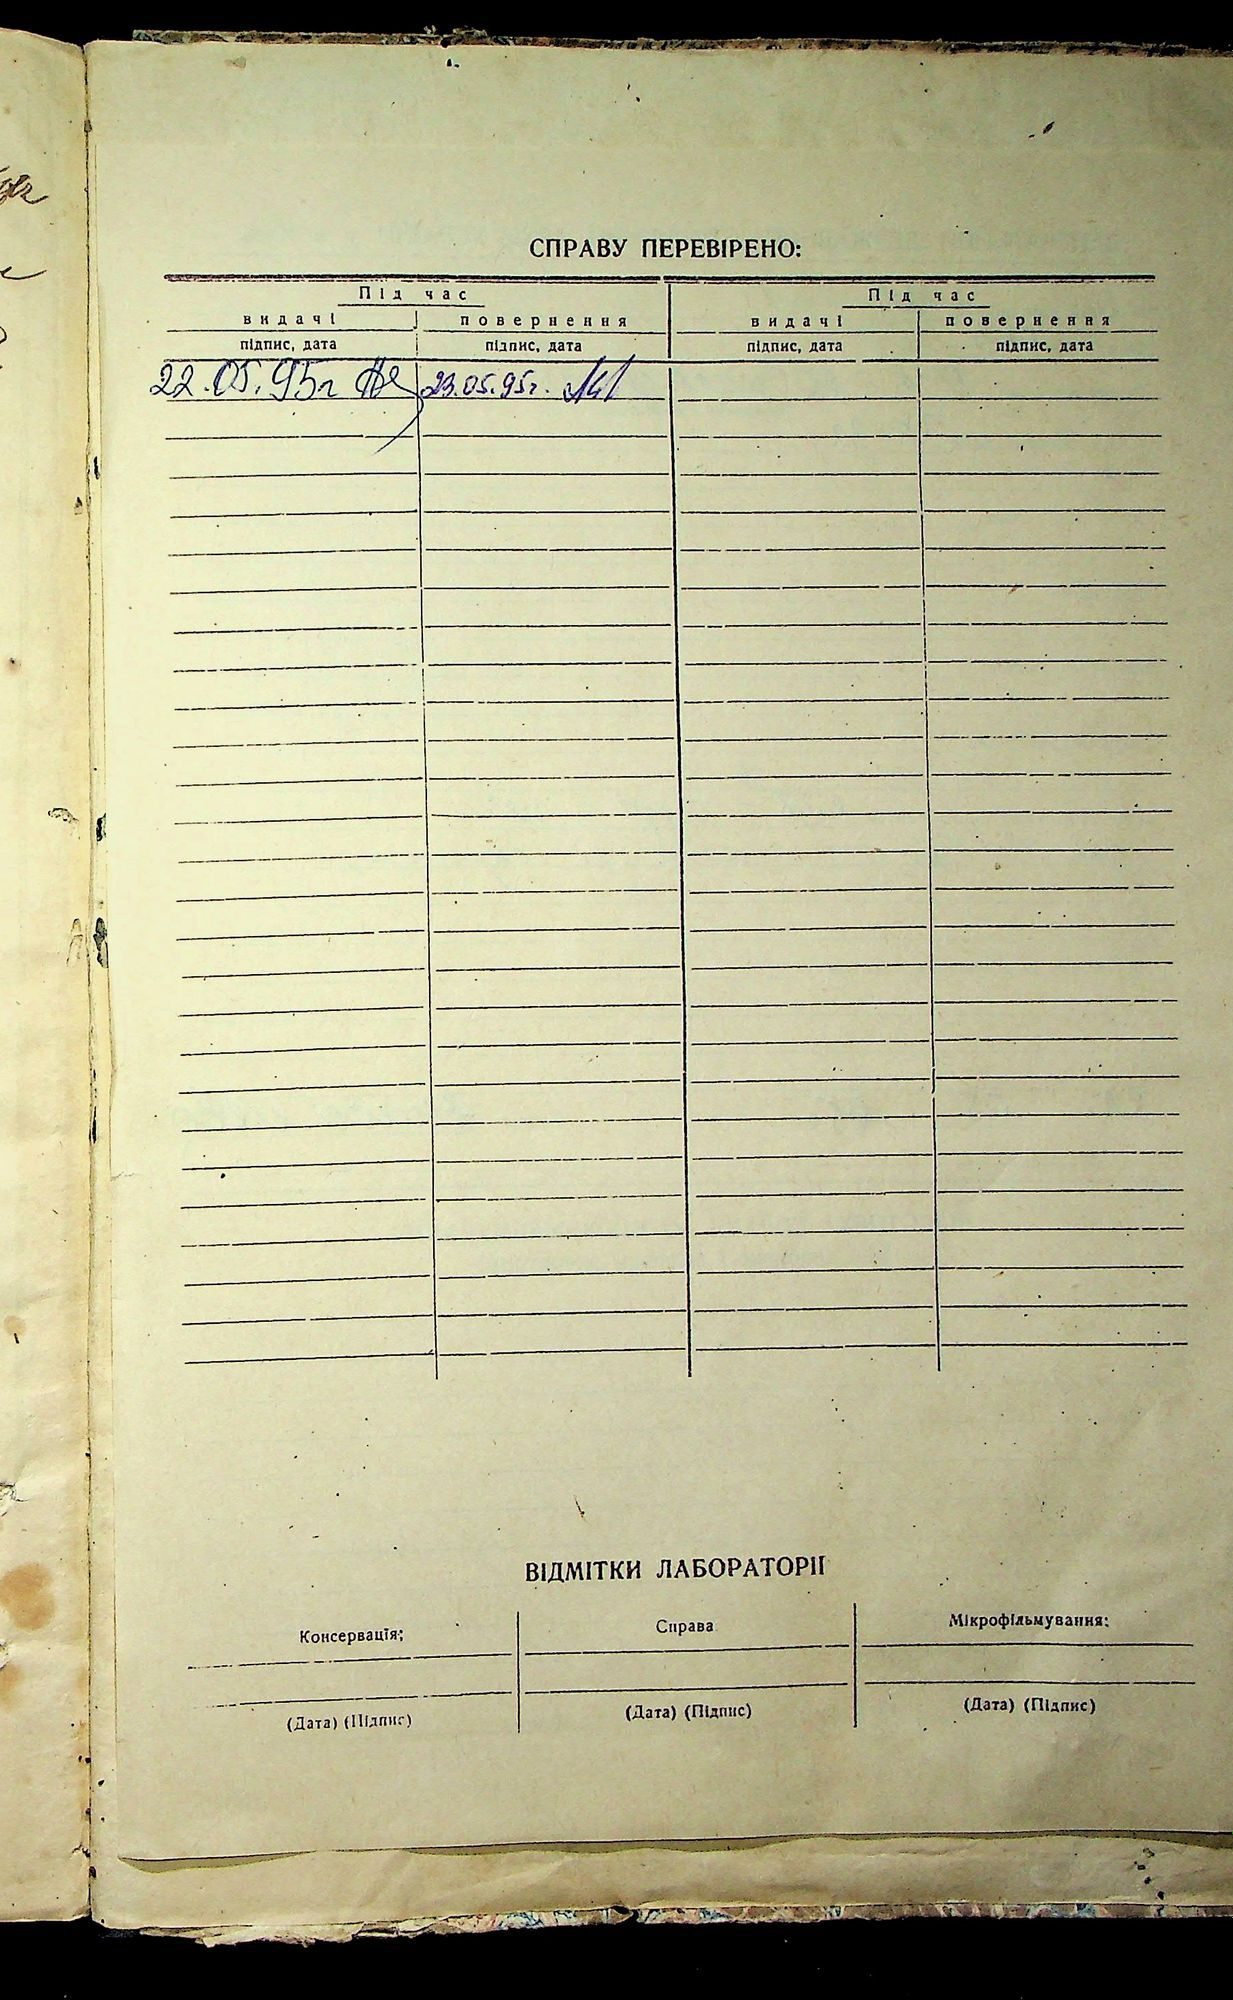 СПРАВУ ПЕРЕВІРЕНО:
Під час Під час
видачі повернення видачі повернення
підпис, дата підпис, дата підпис, дата підпис, дата
22.05.95г 23.05.95г.
ВІДМІТКИ ЛАБОРАТОРІІ
Консервація; Справа Мікрофільмування:
(Дата) (Підпис) (Дата) (Підпис) (Дата) (Підпис)